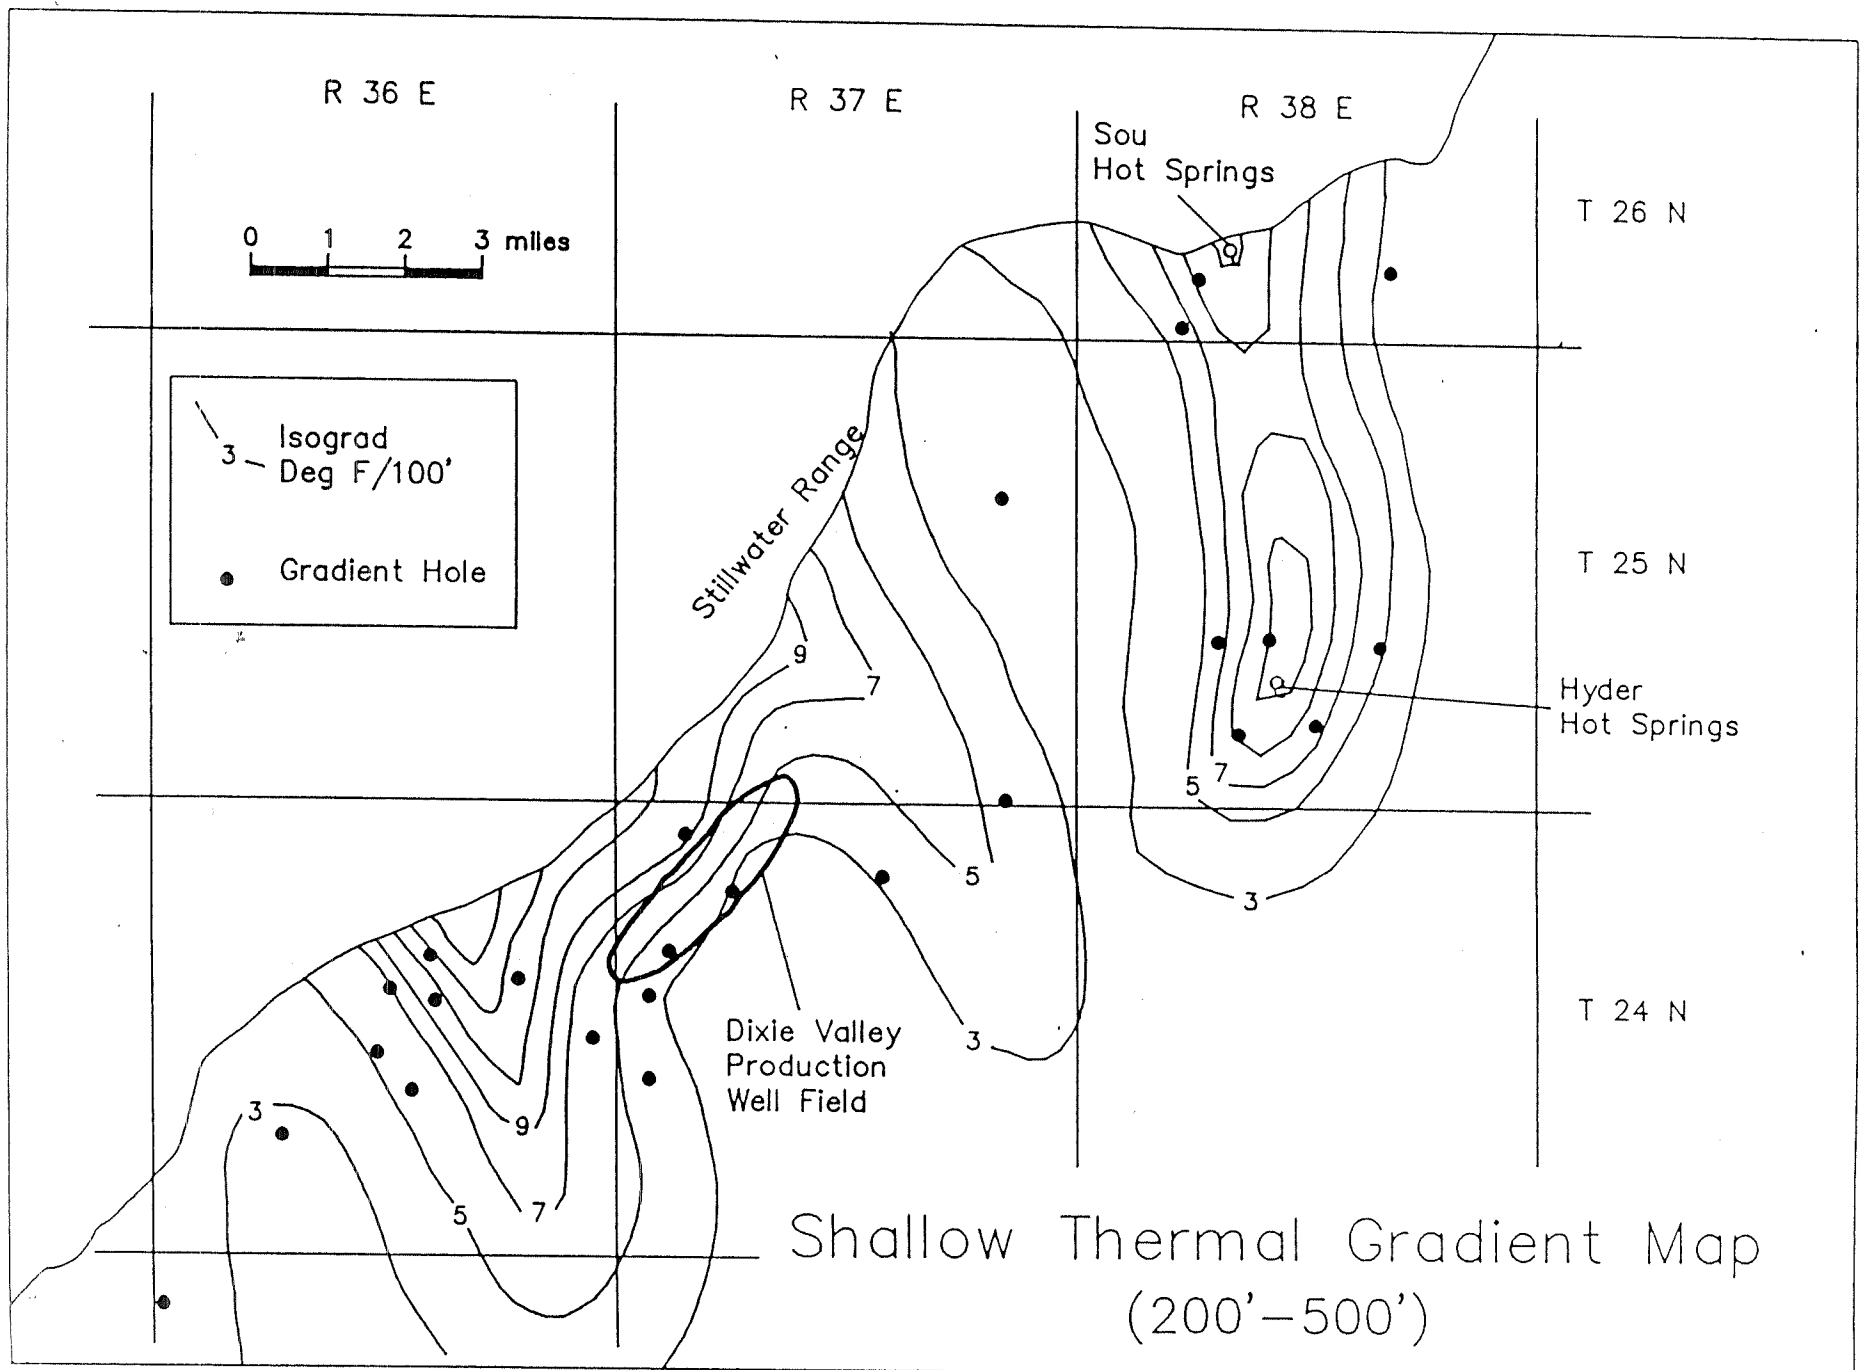 R 36 E
R 37 E
R 38 E
Sou
Hot Springs
T 26 N
0 1 2 3 miles
3
Isograd
Deg F/100'
Gradient Hole
Stillwater Range
T 25 N
9
7
Hyder
Hot Springs
5
7
5
3
T 24 N
3
Dixie Valley
Production
Well Field
3
9
5
7
Shallow Thermal Gradient Map
(200'-500')